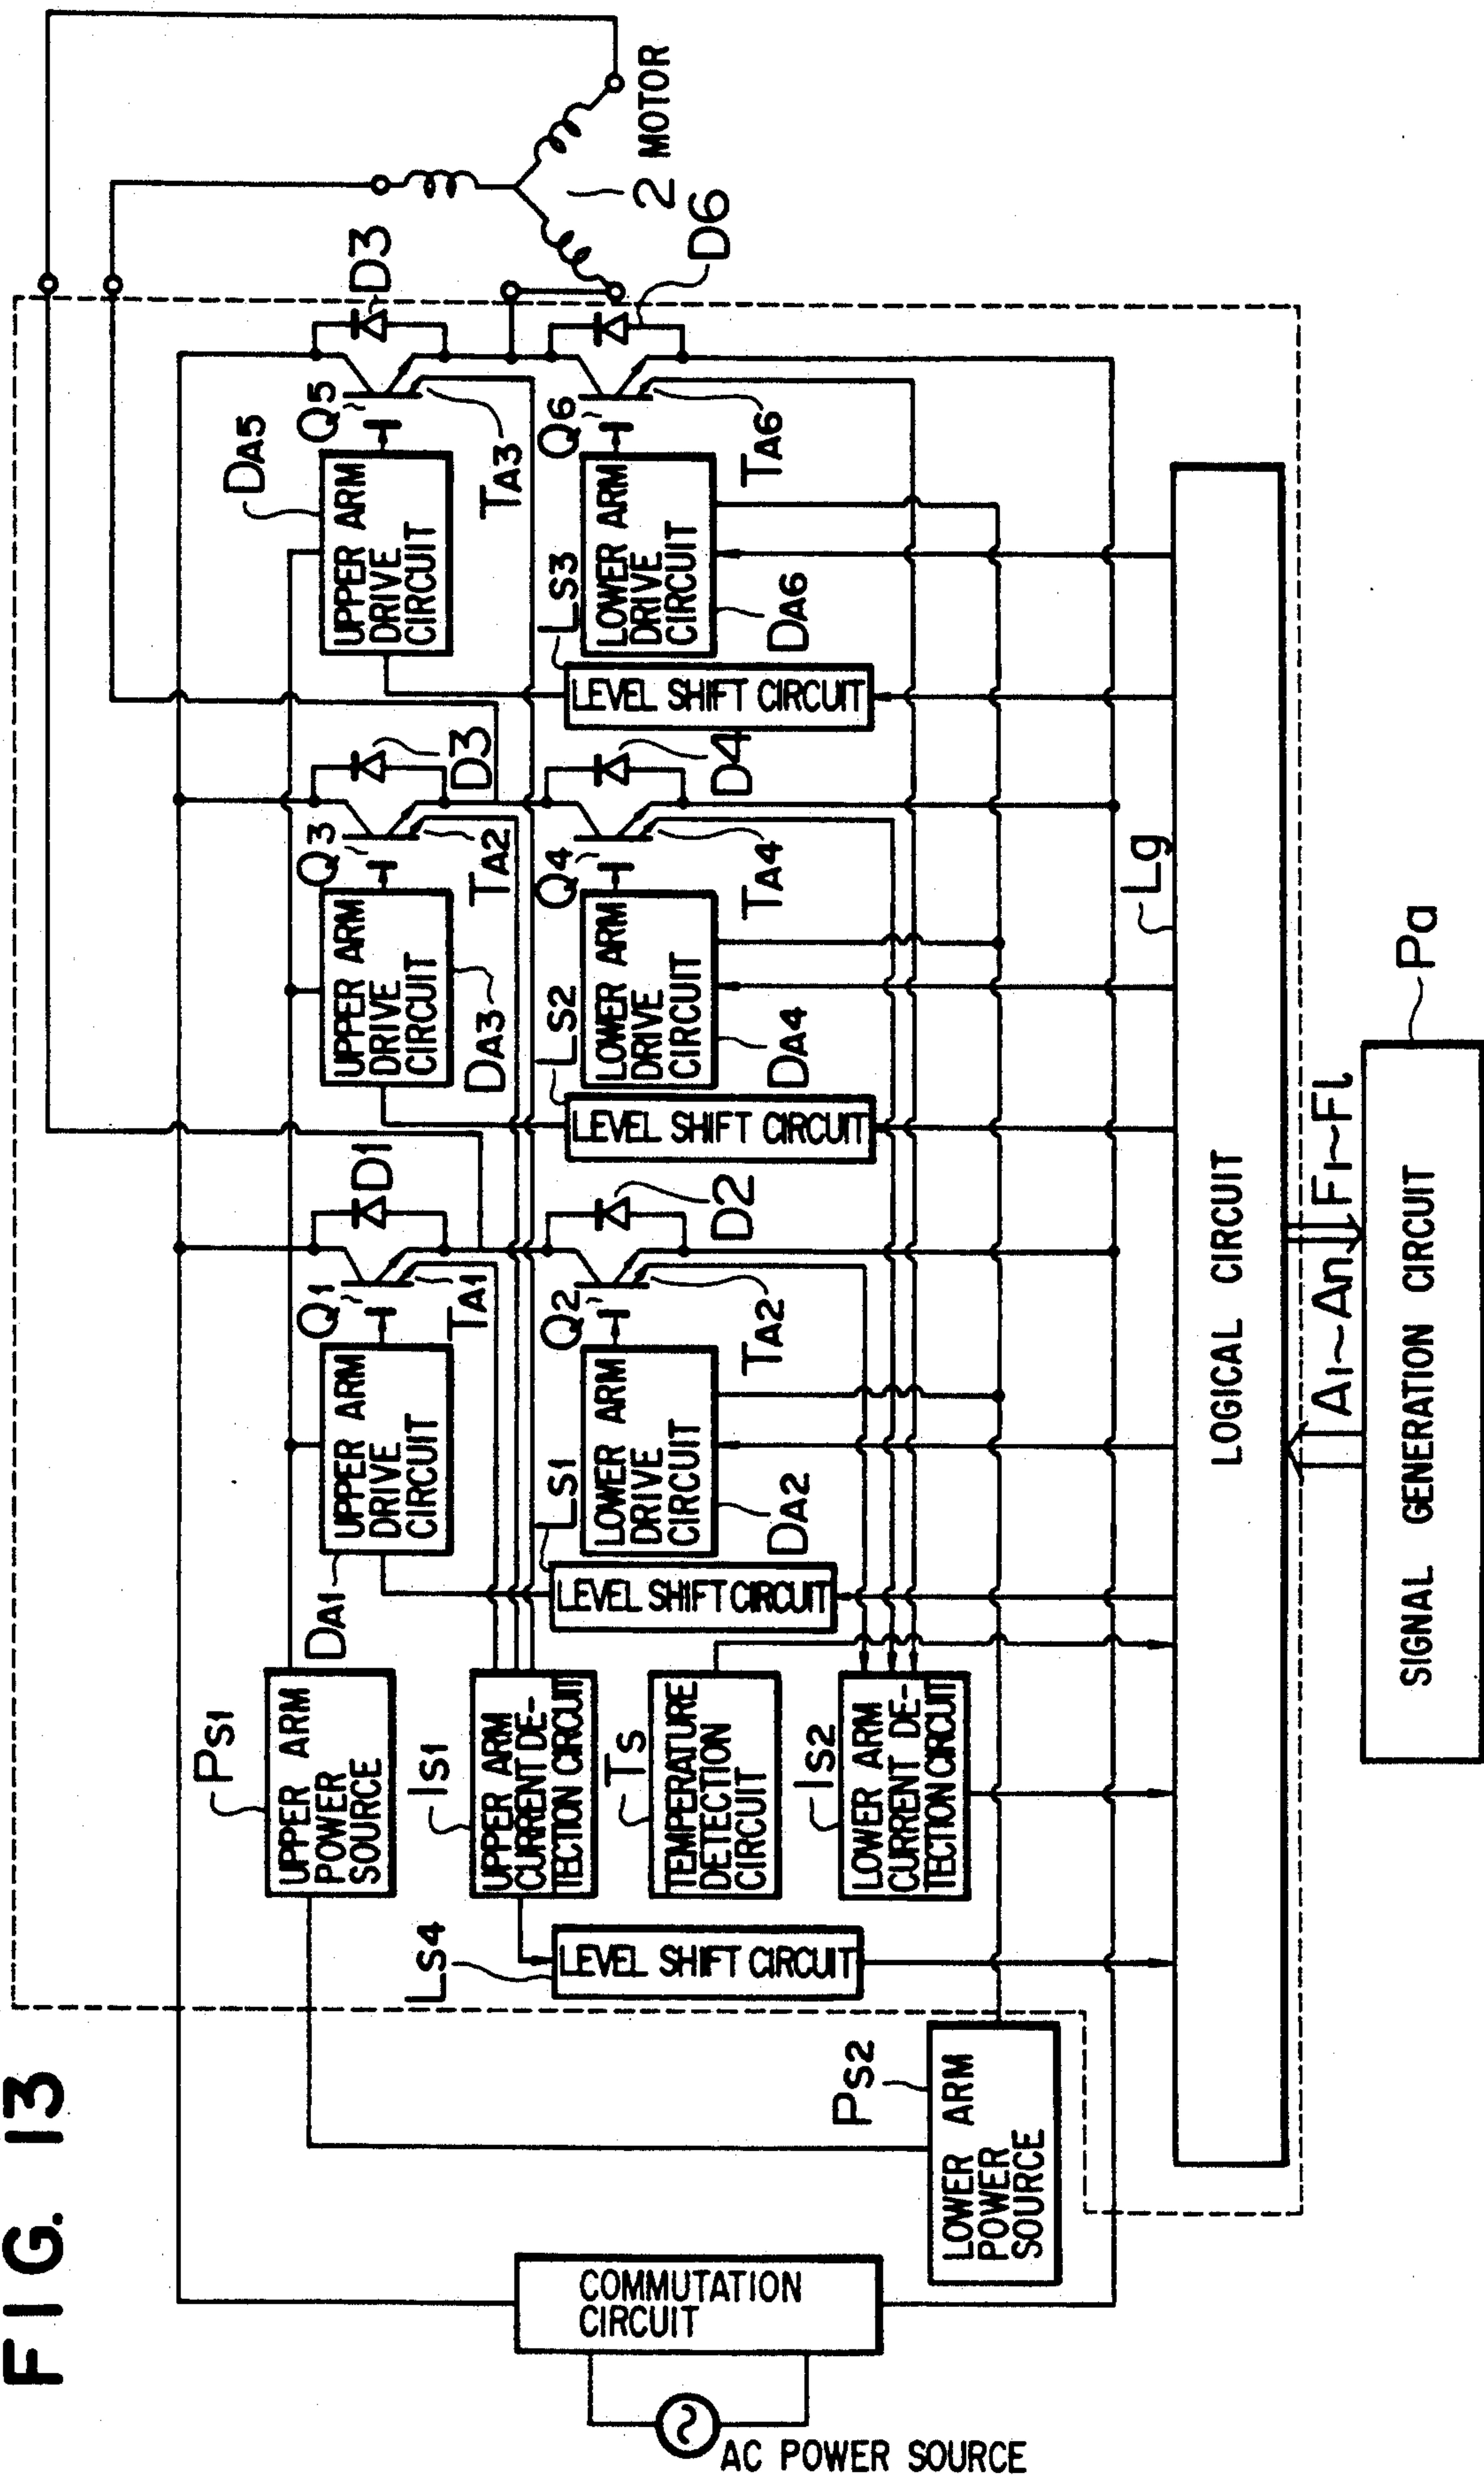 FIG. 13
AC POWER SOURCE
COMMUTATION
CIRCUIT
PS2
LOWER ARM
POWER
SOURCE
PS1
UPPER ARM
POWER
SOURCE
IS1
UPPER ARM
CURRENT DE-
TECTION CIRCUIT
LS4
LEVEL SHIFT CIRCUIT
TS
TEMPERATURE
DETECTION
CIRCUIT
IS2
LOWER ARM
CURRENT DE-
TECTION CIRCUIT
DA1
UPPER ARM
DRIVE
CIRCUIT
Q1
D1
TA1
LS1
LEVEL SHIFT CIRCUIT
LOWER ARM
DRIVE
CIRCUIT
DA2
Q2
D2
TA2
UPPER ARM
DRIVE
CIRCUIT
DA3
Q3
D3
TA2
LS2
LEVEL SHIFT CIRCUIT
LOWER ARM
DRIVE
CIRCUIT
DA4
Q4
D4
TA4
DA5
UPPER ARM
DRIVE
CIRCUIT
Q5
D3
TA3
LS3
LEVEL SHIFT CIRCUIT
LOWER ARM
DRIVE
CIRCUIT
DA6
Q6
D6
TA6
2
MOTOR
Lg
LOGICAL CIRCUIT
A1~An
F1~Fl
Pa
SIGNAL GENERATION CIRCUIT